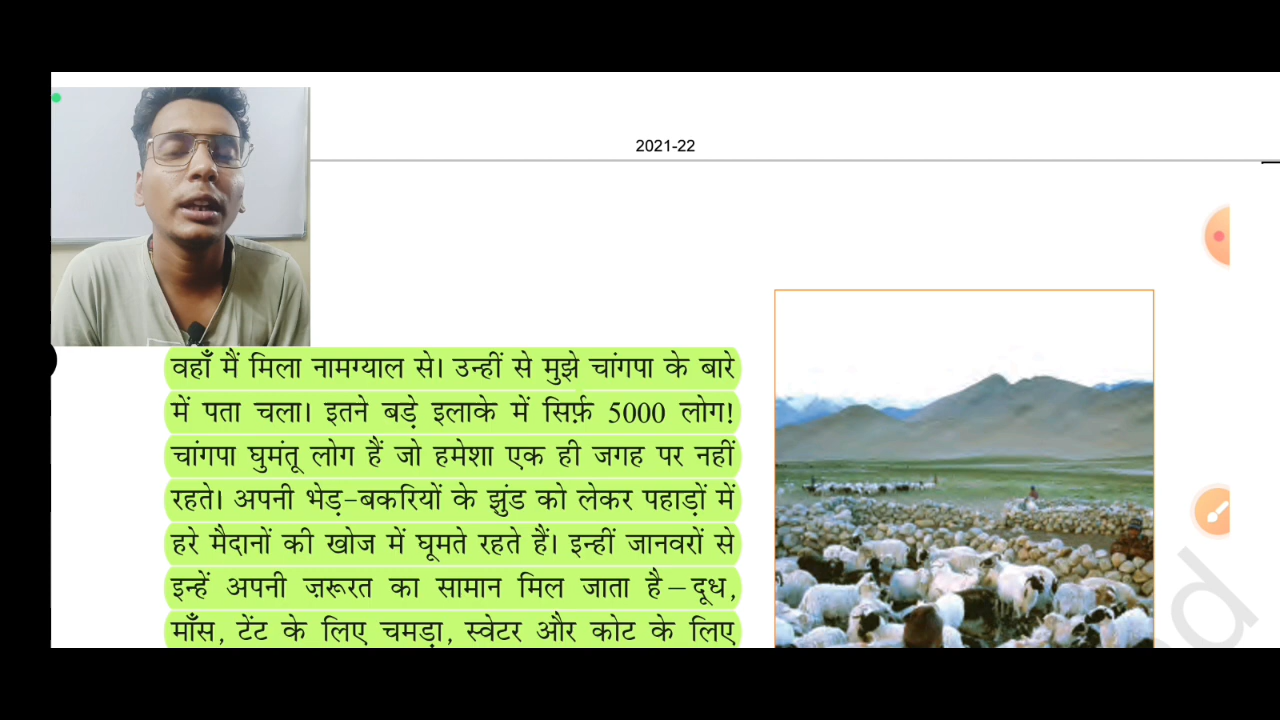 2021-22
वहाँ मैं मिला नामग्याल से। उन्हीं से मुझे चांगपा के बारे
में पता चला। इतने बड़े इलाके में सिर्फ़ 5000 लोग!
चांगपा घुमंतू लोग हैं जो हमेशा एक ही जगह पर नहीं
रहते। अपनी भेड़-बकरियों के झुंड को लेकर पहाड़ों में
हरे मैदानों की खोज में घूमते रहते हैं। इन्हीं जानवरों से
इन्हें अपनी ज़रूरत का सामान मिल जाता है – दूध,
माँस, टेंट के लिए चमड़ा, स्वेटर और कोट के लिए